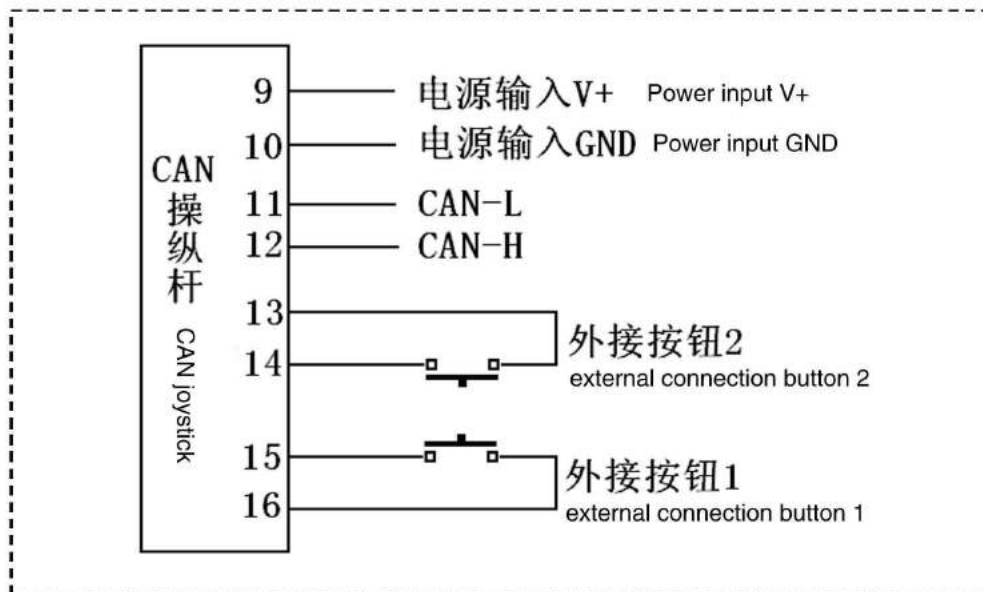 9 电源输入V+ Power input V+
10 电源输入GND Power input GND
CAN
操
纵
杆
CAN joystick
11 CAN-L
12 CAN-H
13
外接按钮2
14
external connection button 2
15
外接按钮1
16
external connection button 1